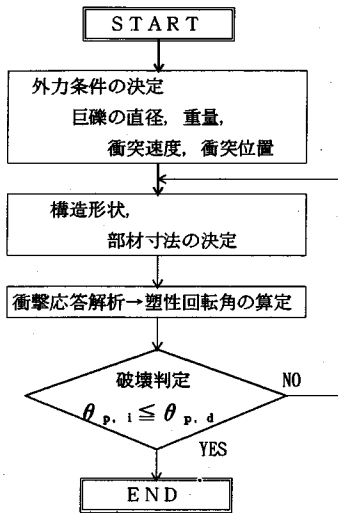 START
外力条件の決定
巨礫の直径, 重量,
衝突速度, 衝突位置
構造形状,
部材寸法の決定
衝撃応答解析→塑性回転角の算定
破壊判定
θp, i ≦ θp, d
NO
YES
END